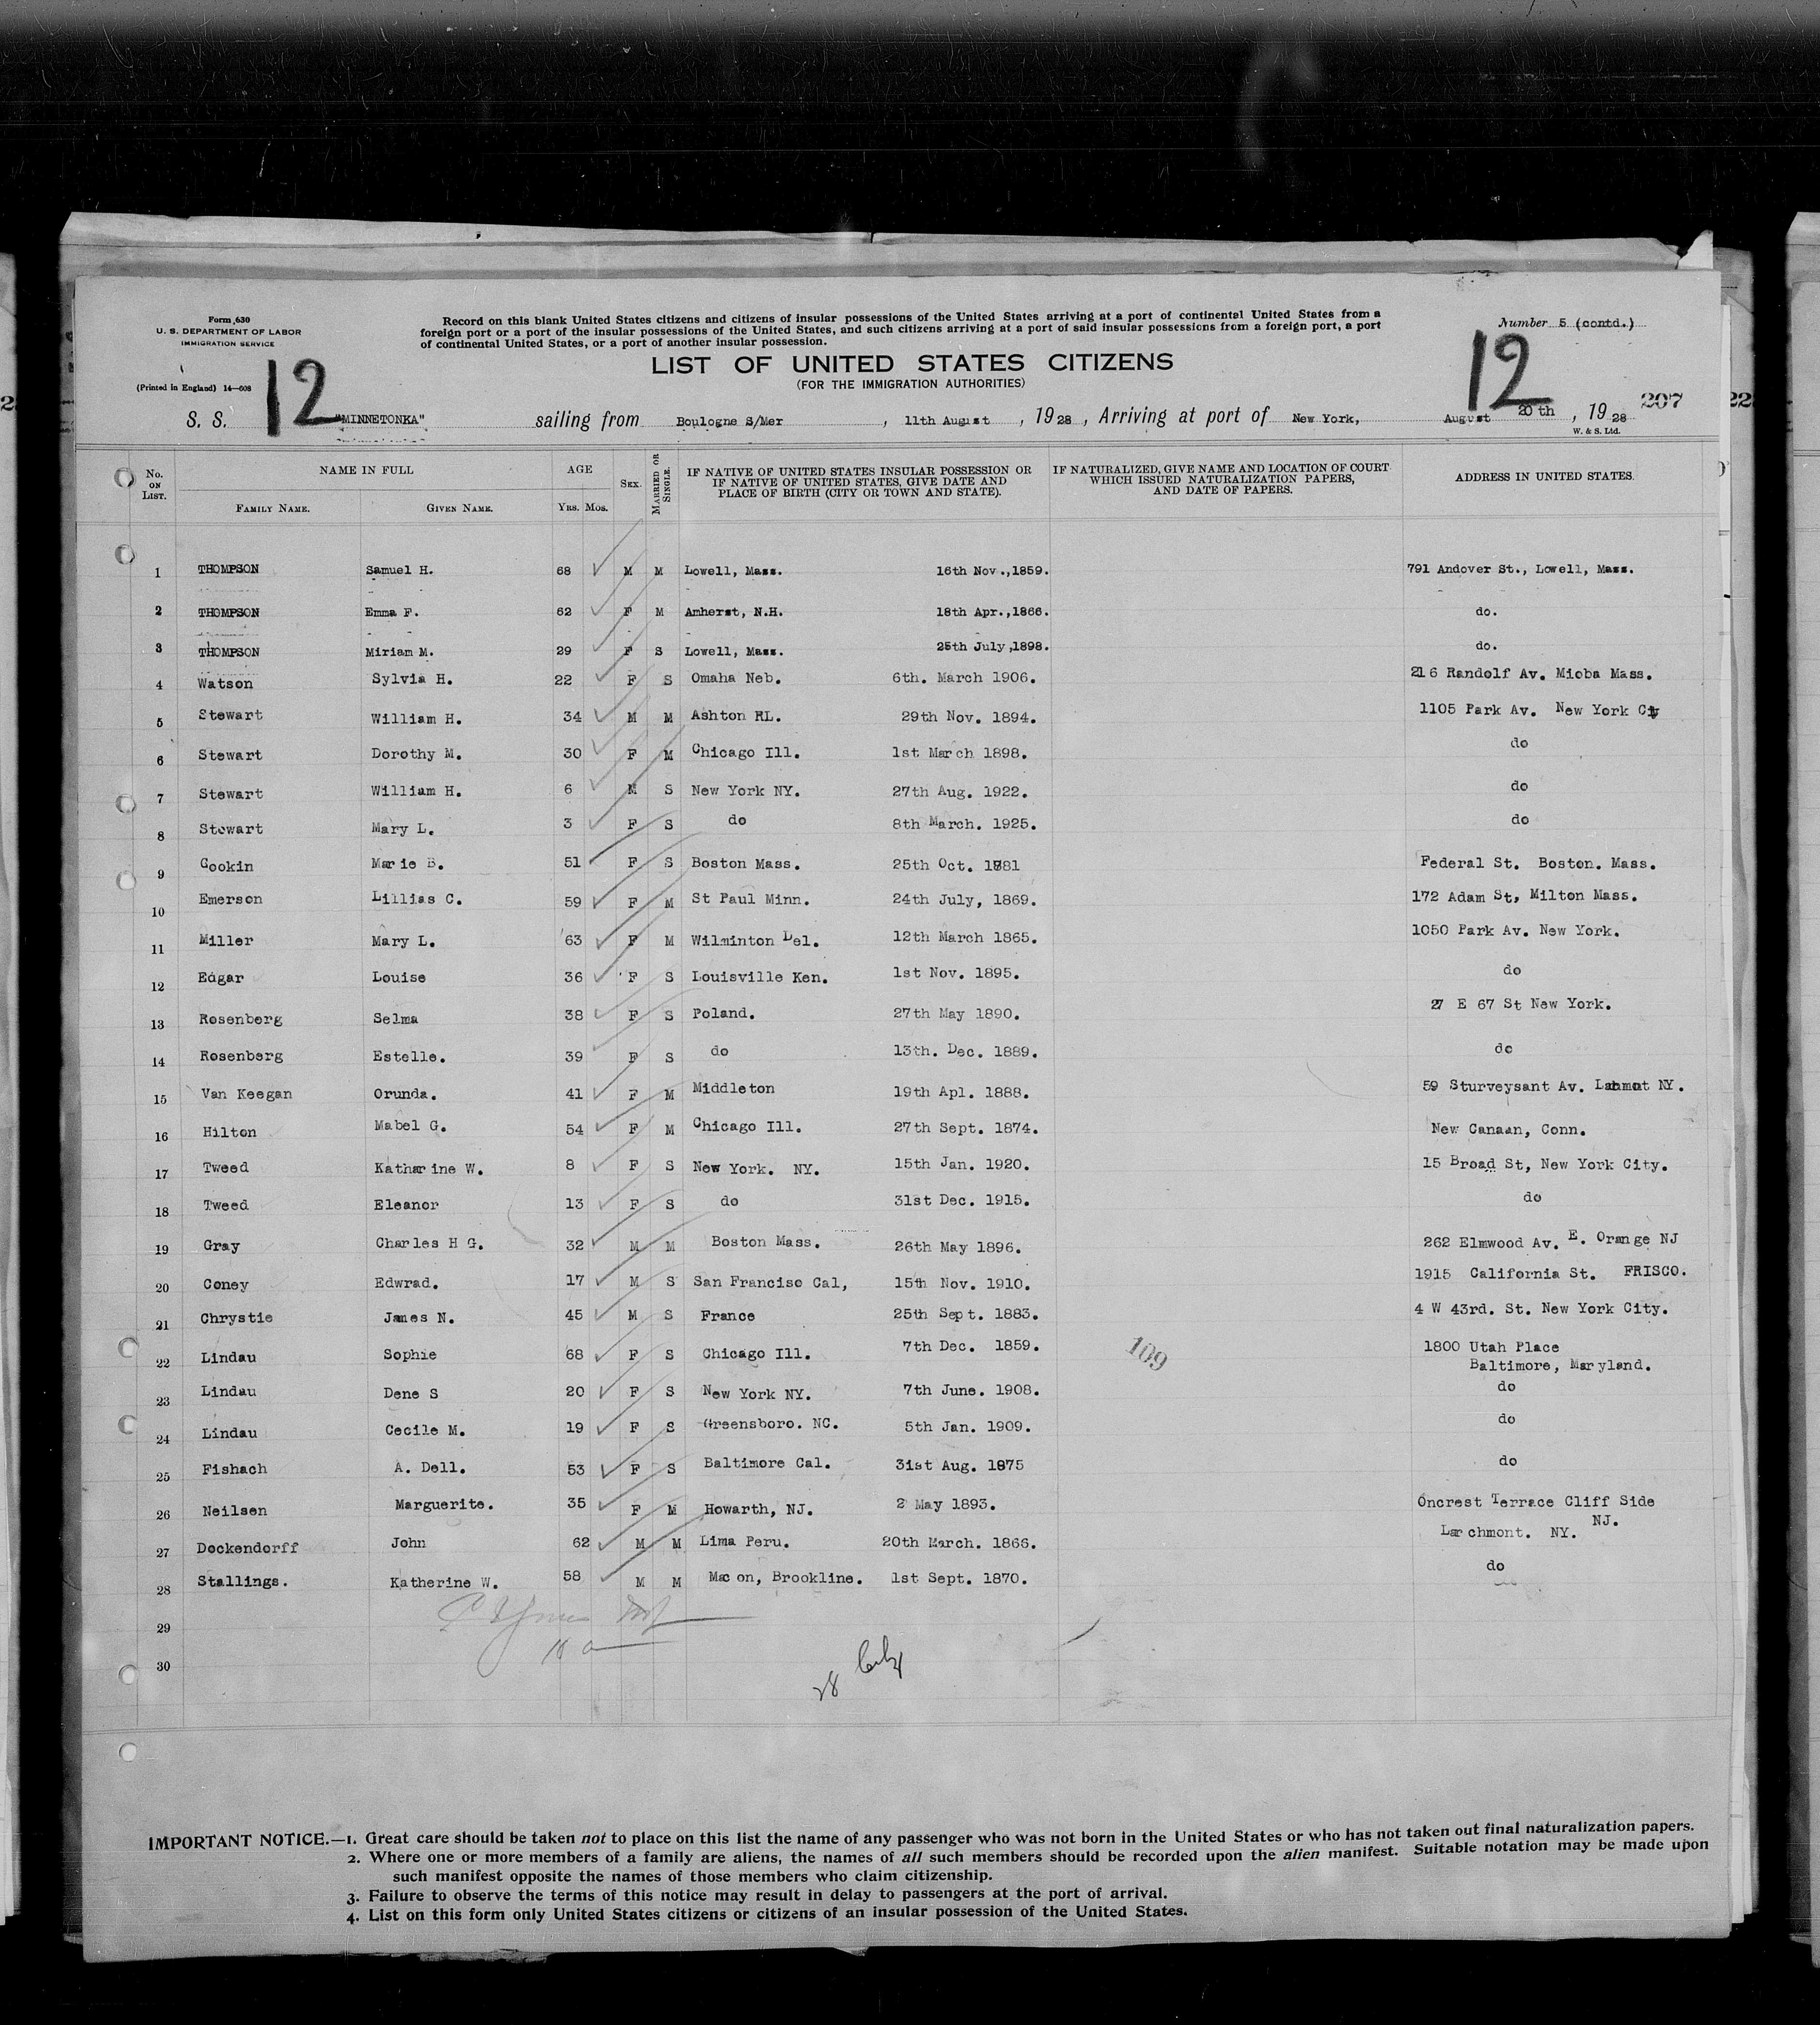 Form 630
U. S. DEPARTMENT OF LABOR
IMMIGRATION SERVICE
(Printed in England) 14—608
Record on this blank United States citizens and citizens of insular possessions of the United States arriving at a port of continental United States from a
foreign port or a port of the insular possessions of the United States, and such citizens arriving at a port of said insular possessions from a foreign port, a port
of continental United States, or a port of another insular possession.
Number 5 (contd.)
LIST OF UNITED STATES CITIZENS
(FOR THE IMMIGRATION AUTHORITIES)
12 12 207
S. S. "MINNETONKA" sailing from Boulogne S/Mer, 11th August, 1928, Arriving at port of New York, August 20th, 1928
W. & S. Ltd.
No. ON LIST. NAME IN FULL AGE SEX. MARRIED OR SINGLE. IF NATIVE OF UNITED STATES INSULAR POSSESSION OR IF NATIVE OF UNITED STATES, GIVE DATE AND PLACE OF BIRTH (CITY OR TOWN AND STATE). IF NATURALIZED, GIVE NAME AND LOCATION OF COURT WHICH ISSUED NATURALIZATION PAPERS, AND DATE OF PAPERS. ADDRESS IN UNITED STATES.
FAMILY NAME. GIVEN NAME. YRS. MOS.
1 THOMPSON Samuel H. 68 M M Lowell, Mass. 16th Nov.,1859. 791 Andover St., Lowell, Mass.
2 THOMPSON Emma F. 62 F M Amherst, N.H. 18th Apr.,1866. do.
3 THOMPSON Miriam M. 29 F S Lowell, Mass. 25th July,1898. do.
4 Watson Sylvia H. 22 F S Omaha Neb. 6th. March 1906. 216 Randolf Av. Mioba Mass.
5 Stewart William H. 34 M M Ashton RL. 29th Nov. 1894. 1105 Park Av. New York City
6 Stewart Dorothy M. 30 F M Chicago Ill. 1st March 1898. do
7 Stewart William H. 6 M S New York NY. 27th Aug. 1922. do
8 Stewart Mary L. 3 F S do 8th March. 1925. do
9 Gookin Marie B. 51 F S Boston Mass. 25th Oct. 1881 Federal St. Boston. Mass.
10 Emerson Lillias C. 59 F M St Paul Minn. 24th July, 1869. 172 Adam St, Milton Mass.
11 Miller Mary L. 63 F M Wilminton Del. 12th March 1865. 1050 Park Av. New York.
12 Edgar Louise 36 F S Louisville Ken. 1st Nov. 1895. do
13 Rosenberg Selma 38 F S Poland. 27th May 1890. 27 E 67 St New York.
14 Rosenberg Estelle. 39 F S do 13th. Dec. 1889. do
15 Van Keegan Orunda. 41 F M Middleton 19th Apl. 1888. 59 Sturveysant Av. NY.
16 Hilton Mabel G. 54 F M Chicago Ill. 27th Sept. 1874. New Canaan, Conn.
17 Tweed Katharine W. 8 F S New York. NY. 15th Jan. 1920. 15 Broad St, New York City.
18 Tweed Eleanor 13 F S do 31st Dec. 1915. do
19 Gray Charles H G. 32 M M Boston Mass. 26th May 1896. 262 Elmwood Av. E. Orange NJ
20 Coney Edwrad. 17 M S San Franciso Cal, 15th Nov. 1910. 1915 California St. FRISCO.
21 Chrystie James N. 45 M S France 25th Sept. 1883. 4 W 43rd. St. New York City.
22 Lindau Sophie 68 F S Chicago Ill. 7th Dec. 1859. 109 1800 Utah Place
Baltimore, Maryland.
23 Lindau Dene S 20 F S New York NY. 7th June. 1908. do
24 Lindau Cecile M. 19 F S Greensboro. NC. 5th Jan. 1909. do
25 Fishach A. Dell. 53 F S Baltimore Cal. 31st Aug. 1875 do
26 Neilsen Marguerite. 35 F M Howarth, NJ. 2 May 1893. Oncrest Terrace Cliff Side
NJ.
27 Dockendorff John 62 M M Lima Peru. 20th March. 1866. Larchmont. NY.
28 Stallings. Katherine W. 58 M M Macon, Brookline. 1st Sept. 1870. do
29
30
28
IMPORTANT NOTICE.—1. Great care should be taken not to place on this list the name of any passenger who was not born in the United States or who has not taken out final naturalization papers.
2. Where one or more members of a family are aliens, the names of all such members should be recorded upon the alien manifest. Suitable notation may be made upon
such manifest opposite the names of those members who claim citizenship.
3. Failure to observe the terms of this notice may result in delay to passengers at the port of arrival.
4. List on this form only United States citizens or citizens of an insular possession of the United States.